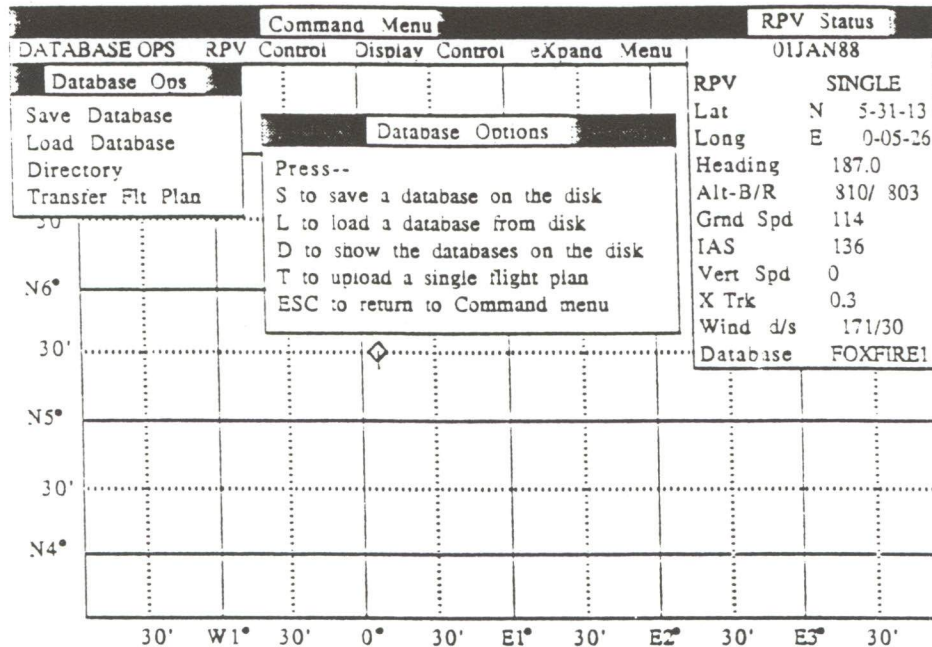 Command Menu
RPV Status
DATABASE OPS RPV Control Display Control eXpand Menu
01JAN88
Database Ops
Save Database
Load Database
Directory
Transfer Flt Plan
Database Options
Press--
S to save a database on the disk
L to load a database from disk
D to show the databases on the disk
T to upload a single flight plan
ESC to return to Command menu
RPV SINGLE
Lat N 5-31-13
Long E 0-05-26
Heading 187.0
Alt-B/R 810/ 803
Grnd Spd 114
IAS 136
Vert Spd 0
X Trk 0.3
Wind d/s 171/30
Database FOXFIRE1
30'
N6°
30'
N5°
30'
N4°
30' W1° 30' 0° 30' E1° 30' E2° 30' E3° 30'